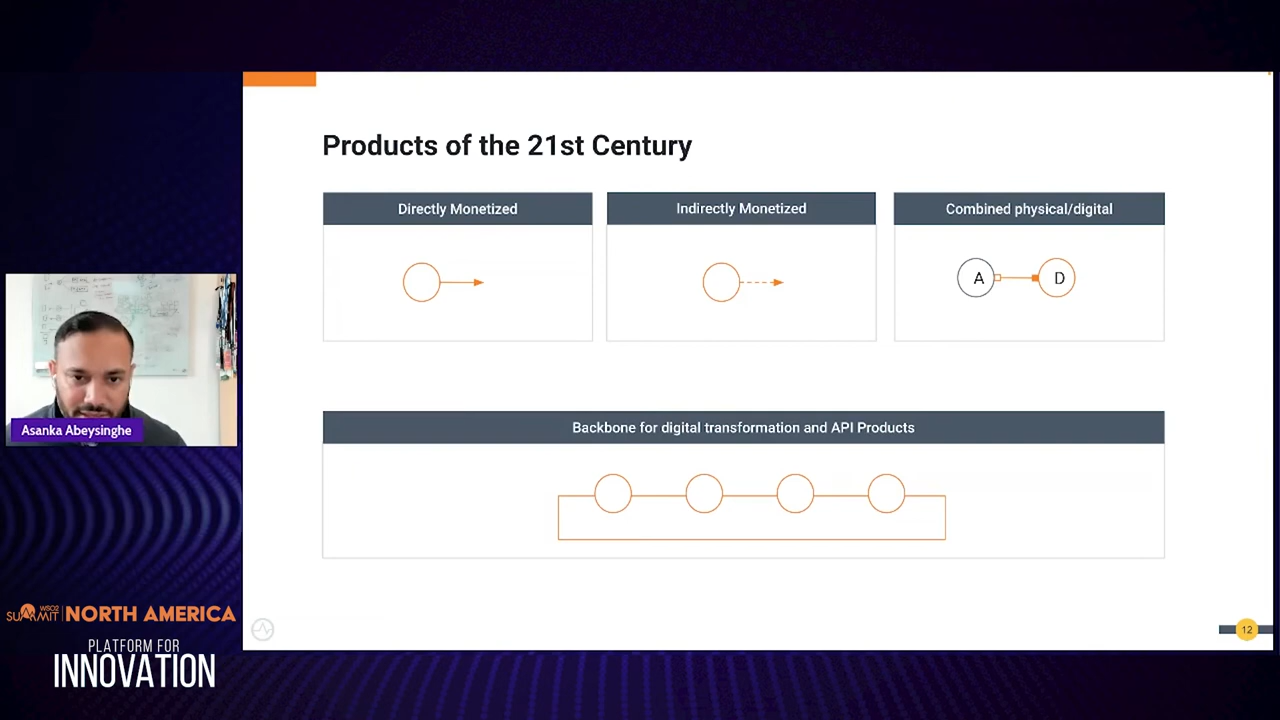 Products of the 21st Century
Directly Monetized
Indirectly Monetized
Combined physical/digital
A
D
Backbone for digital transformation and API Products
Asanka Abeysinghe
WSO2
SUMMIT
NORTH AMERICA
PLATFORM FOR
INNOVATION
12